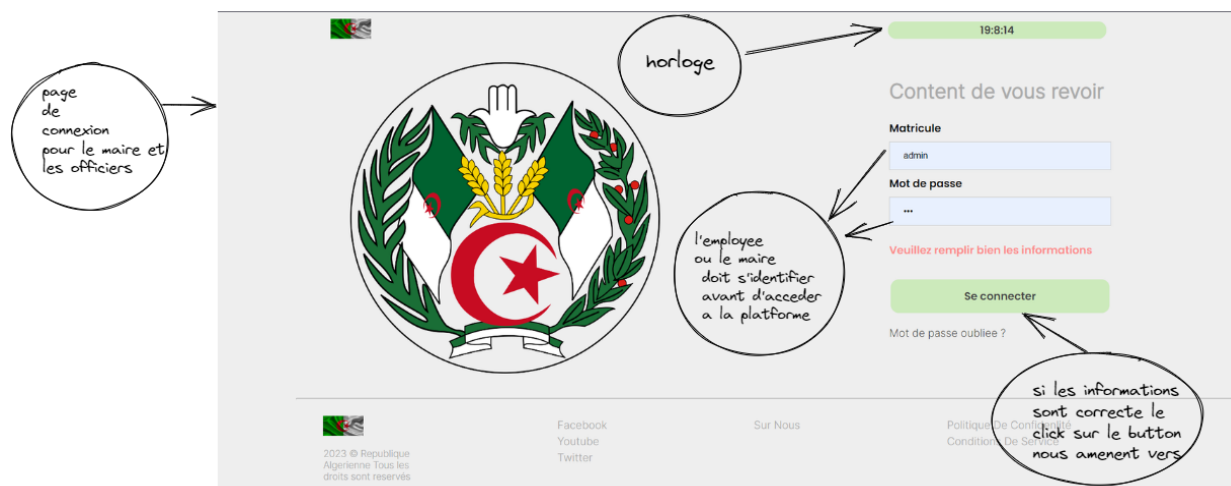 page
de
connexion
pour le maire et
les officiers
horloge
19:8:14
Content de vous revoir
Matricule
admin
Mot de passe
•••
l'employee
ou le maire
doit s'identifier
avant d'acceder
a la platforme
Veuillez remplir bien les informations
Se connecter
Mot de passe oubliee ?
si les informations
sont correcte le
click sur le button
nous amenent vers
2023 © Republique
Algerienne Tous les
droits sont reservés
Facebook
Youtube
Twitter
Sur Nous
Politique De Confidenlité
Conditions De Service